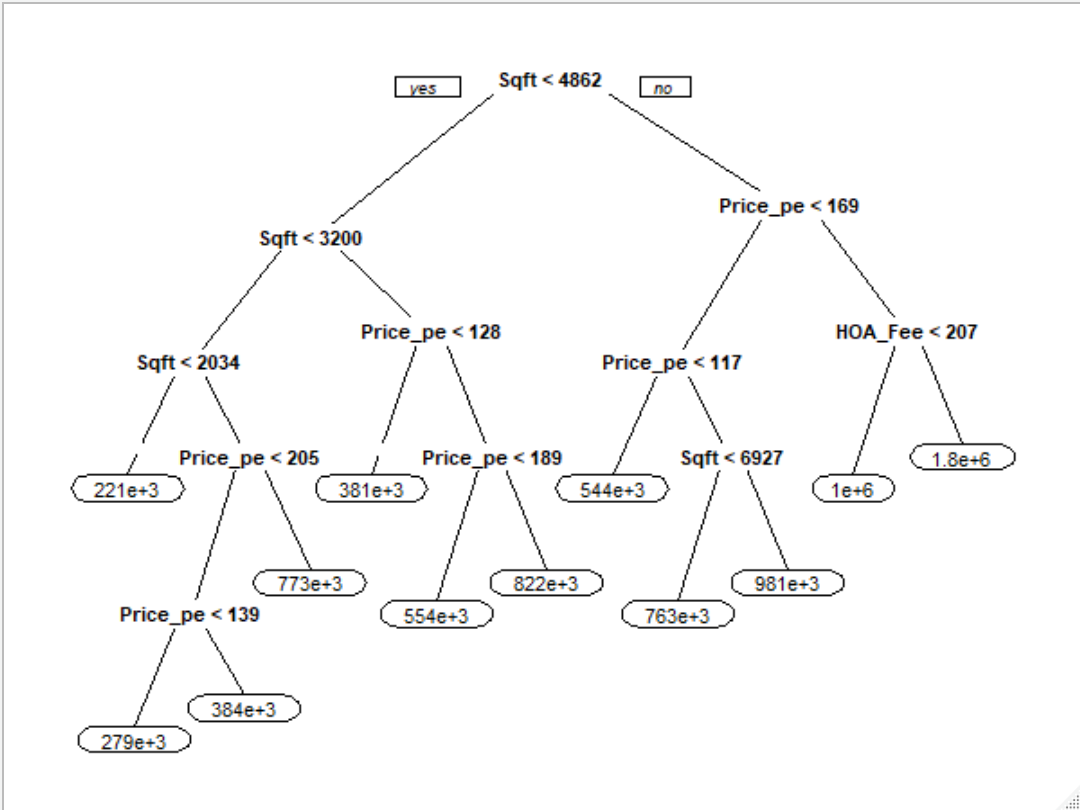 yes
Sqft < 4862
no
Price_pe < 169
Sqft < 3200
Price_pe < 128
HOA_Fee < 207
Sqft < 2034
Price_pe < 117
Price_pe < 205
Price_pe < 189
Sqft < 6927
1.8e+6
221e+3
381e+3
544e+3
1e+6
773e+3
822e+3
981e+3
Price_pe < 139
554e+3
763e+3
384e+3
279e+3